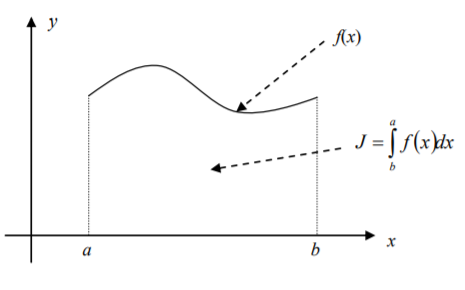 y
f(x)
J = ∫_b^a f(x)dx
x
a b